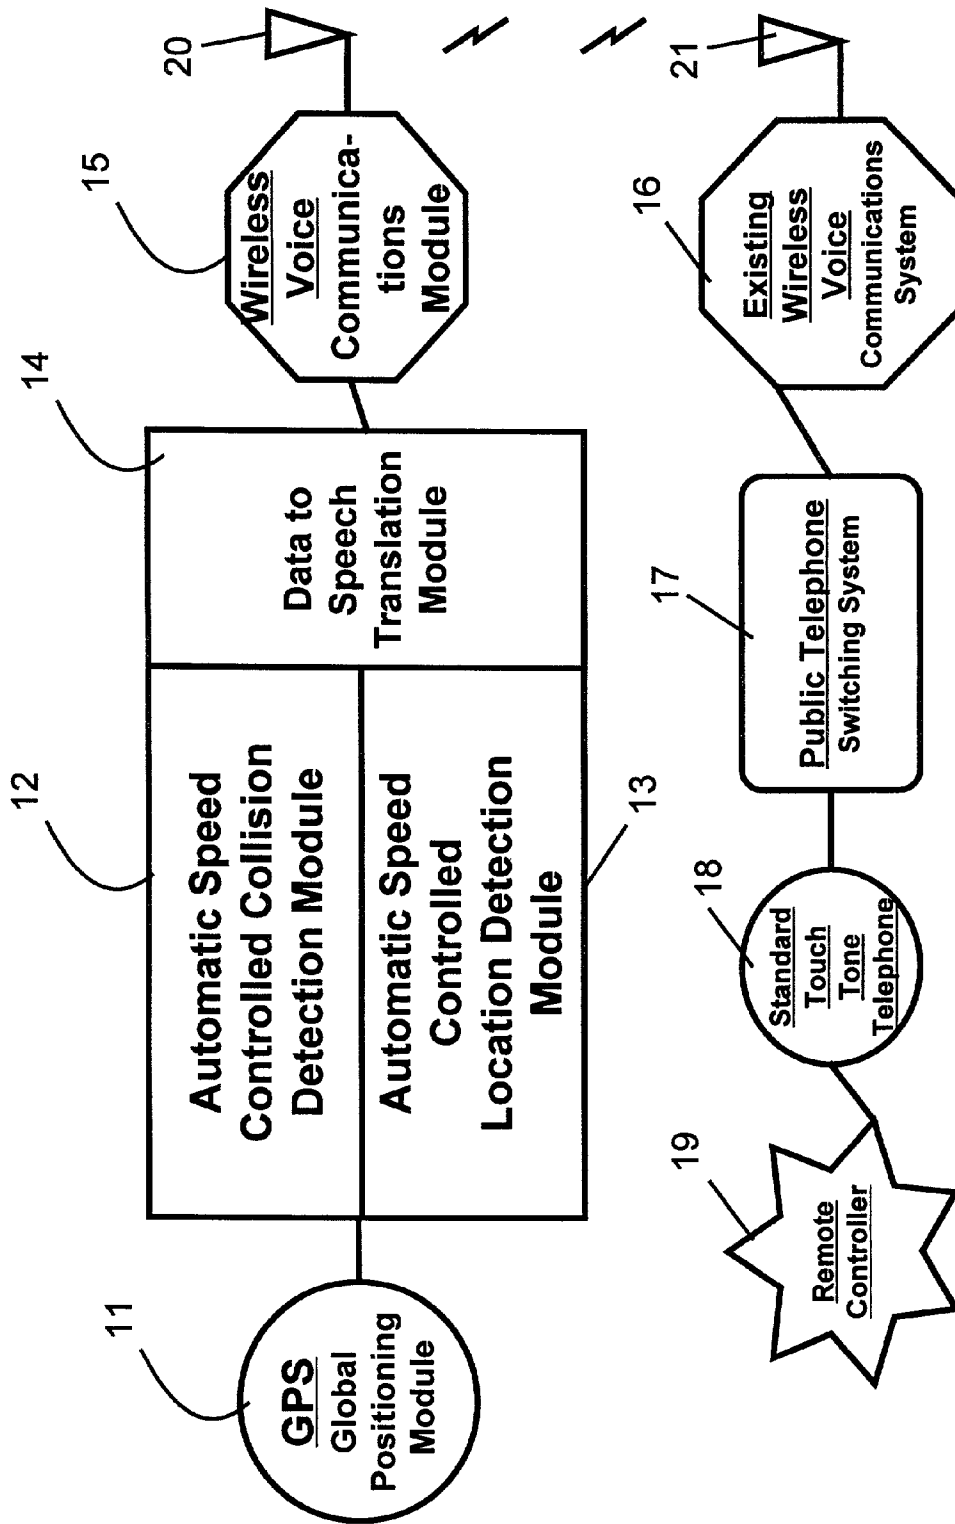 11
GPS
Global
Positioning
Module
12
Automatic Speed
Controlled Collision
Detection Module
Automatic Speed
Controlled
Location Detection
Module
13
14
Data to
Speech
Translation
Module
15
Wireless
Voice
Communica-
tions
Module
20
19
Remote
Controller
18
Standard
Touch
Tone
Telephone
17
Public Telephone
Switching System
16
Existing
Wireless
Voice
Communications
System
21